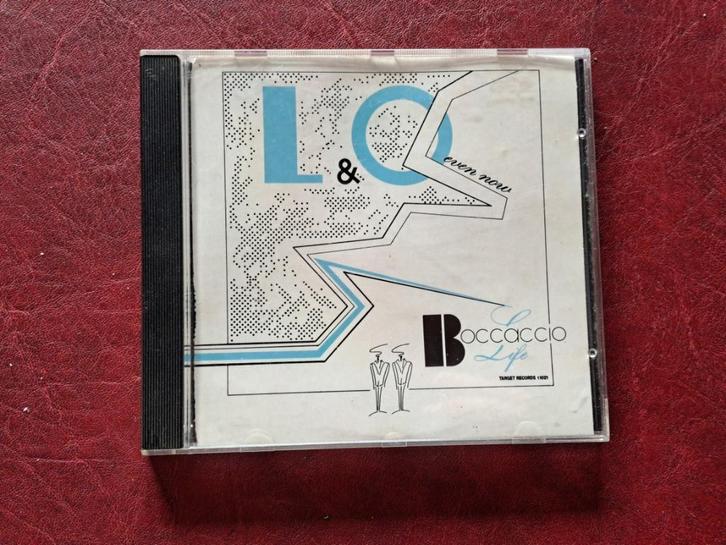 L & O
even now
Boccaccio
Life
TARGET RECORDS